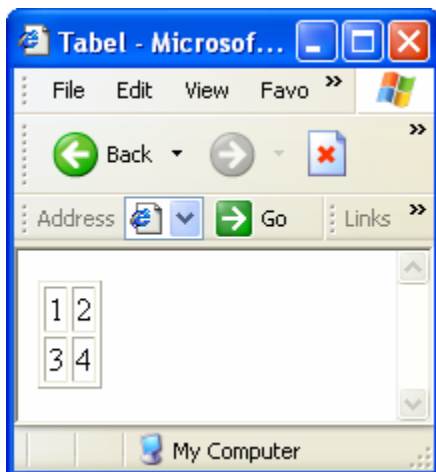 Tabel - Microsof...
File Edit View Favo »
Back »
Address Go Links »
1 2
3 4
My Computer